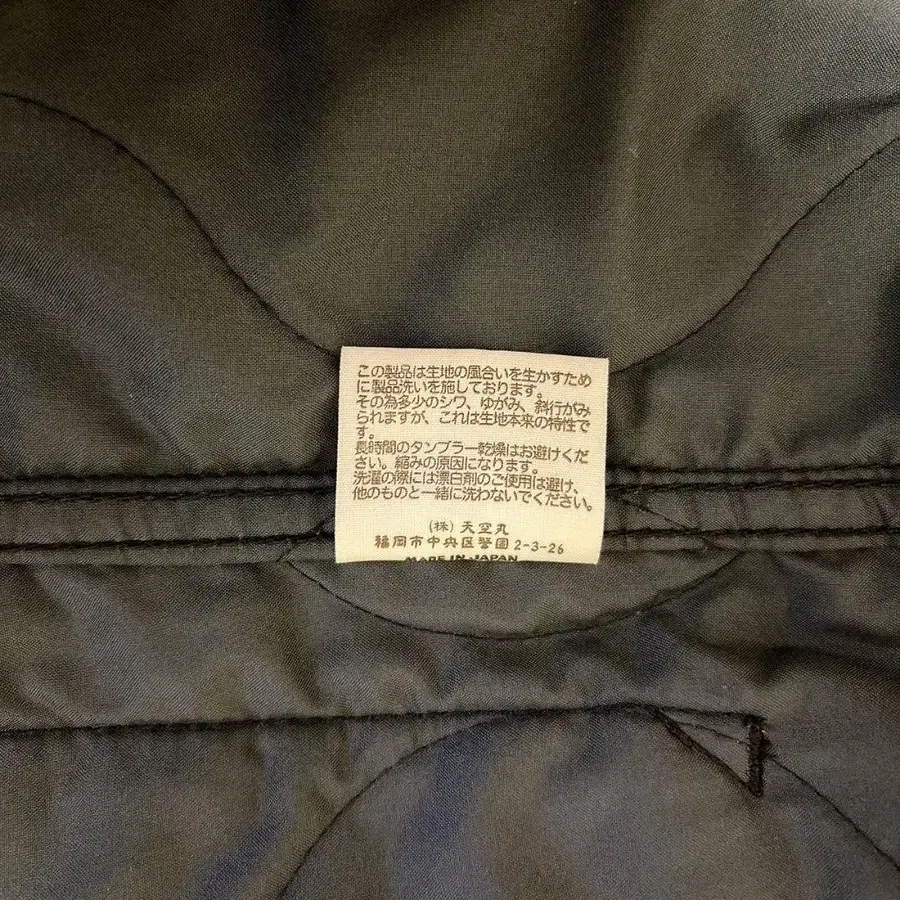 この製品は生地の風合いを生かすため
に製品洗いを施しております。
その為多少のシワ、ゆがみ、斜行がみ
られますが、これは生地本来の特性で
す。
長時間のタンブラー乾燥はお避けくだ
さい。縮みの原因になります。
洗濯の際には漂白剤のご使用は避け、
他のものと一緒に洗わないでください。
(株) 天空丸
福岡市中央区警固2-3-26
MADE IN JAPAN